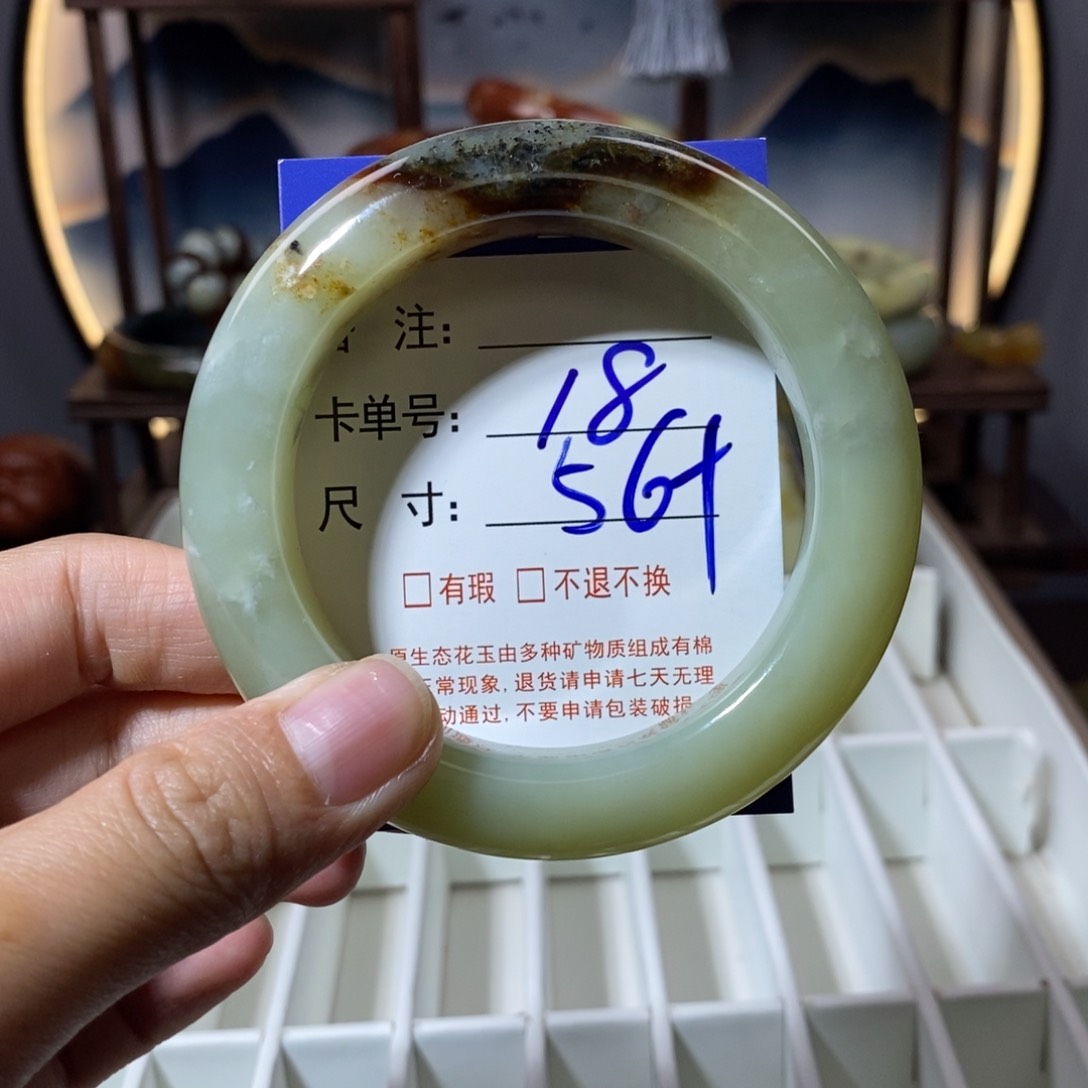 注:
卡单号: 18
尺 寸: 564
□有瑕 □不退不换
原生态花玉由多种矿物质组成有棉
正常现象, 退货请申请七天无理
动通过, 不要申请包装破损